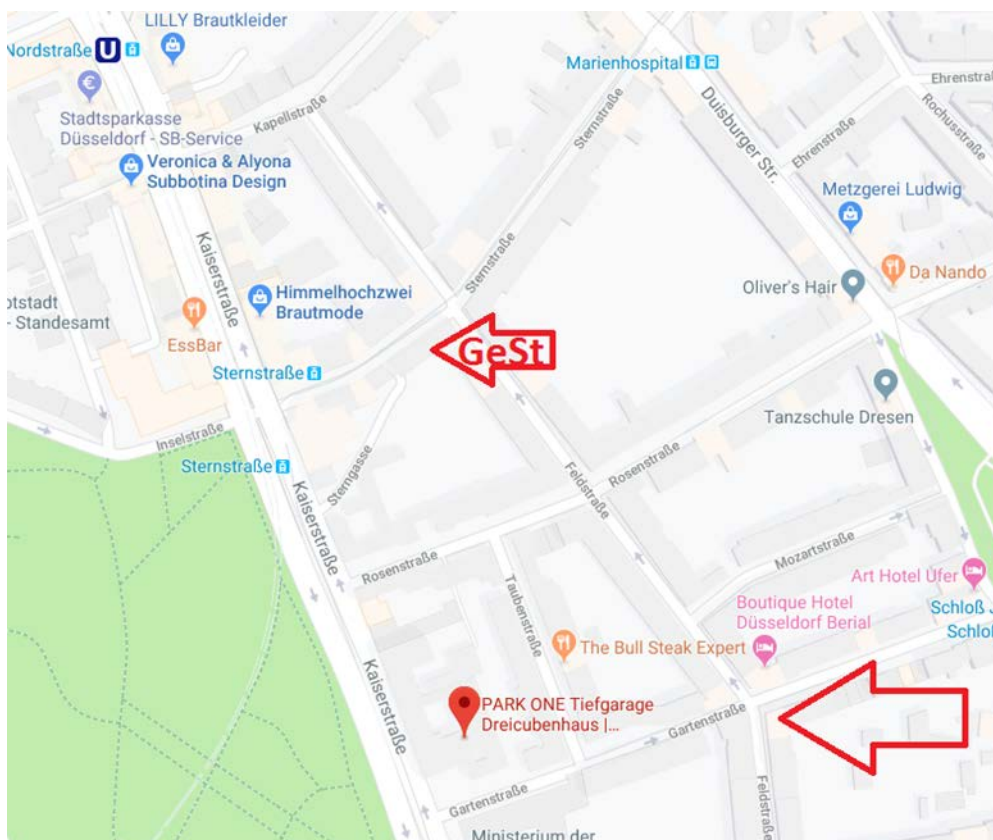 LILLY Brautkleider
Nordstraße U
Marienhospital
Stadtsparkasse
Düsseldorf - SB-Service
Kapellstraße
Sternstraße
Duisburger Str.
Ehrenstraße
Rochusstraße
Veronica & Alyona
Subbotina Design
Metzgerei Ludwig
Kaiserstraße
Sternstraße
Da Nando
Oliver's Hair
Himmelhochzwei
Brautmode
- Standesamt
EssBar
GeSt.
Sternstraße
Tanzschule Dresen
Inselstraße
Sternstraße
Sterngasse
Feldstraße
Rosenstraße
Kaiserstraße
Rosenstraße
Mozartstraße
Taubenstraße
Art Hotel Ufer
Boutique Hotel
Düsseldorf Berial
The Bull Steak Expert
Kaiserstraße
PARK ONE Tiefgarage
Dreicubenhaus |...
Gartenstraße
Feldstraße
Gartenstraße
Ministerium der